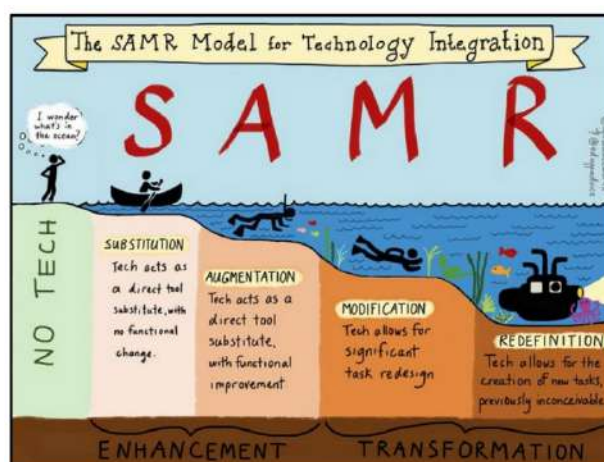 The SAMR Model for Technology Integration
I wonder
what's in
the ocean?
S A M R
NO TECH
SUBSTITUTION
Tech acts as
a direct tool
substitute, with
no functional
change.
AUGMENTATION
Tech acts as a
direct tool
substitute,
with functional
improvement
MODIFICATION
Tech allows for
significant
task redesign
REDEFINITION
Tech allows for the
creation of new tasks,
previously inconceivable
ENHANCEMENT
TRANSFORMATION